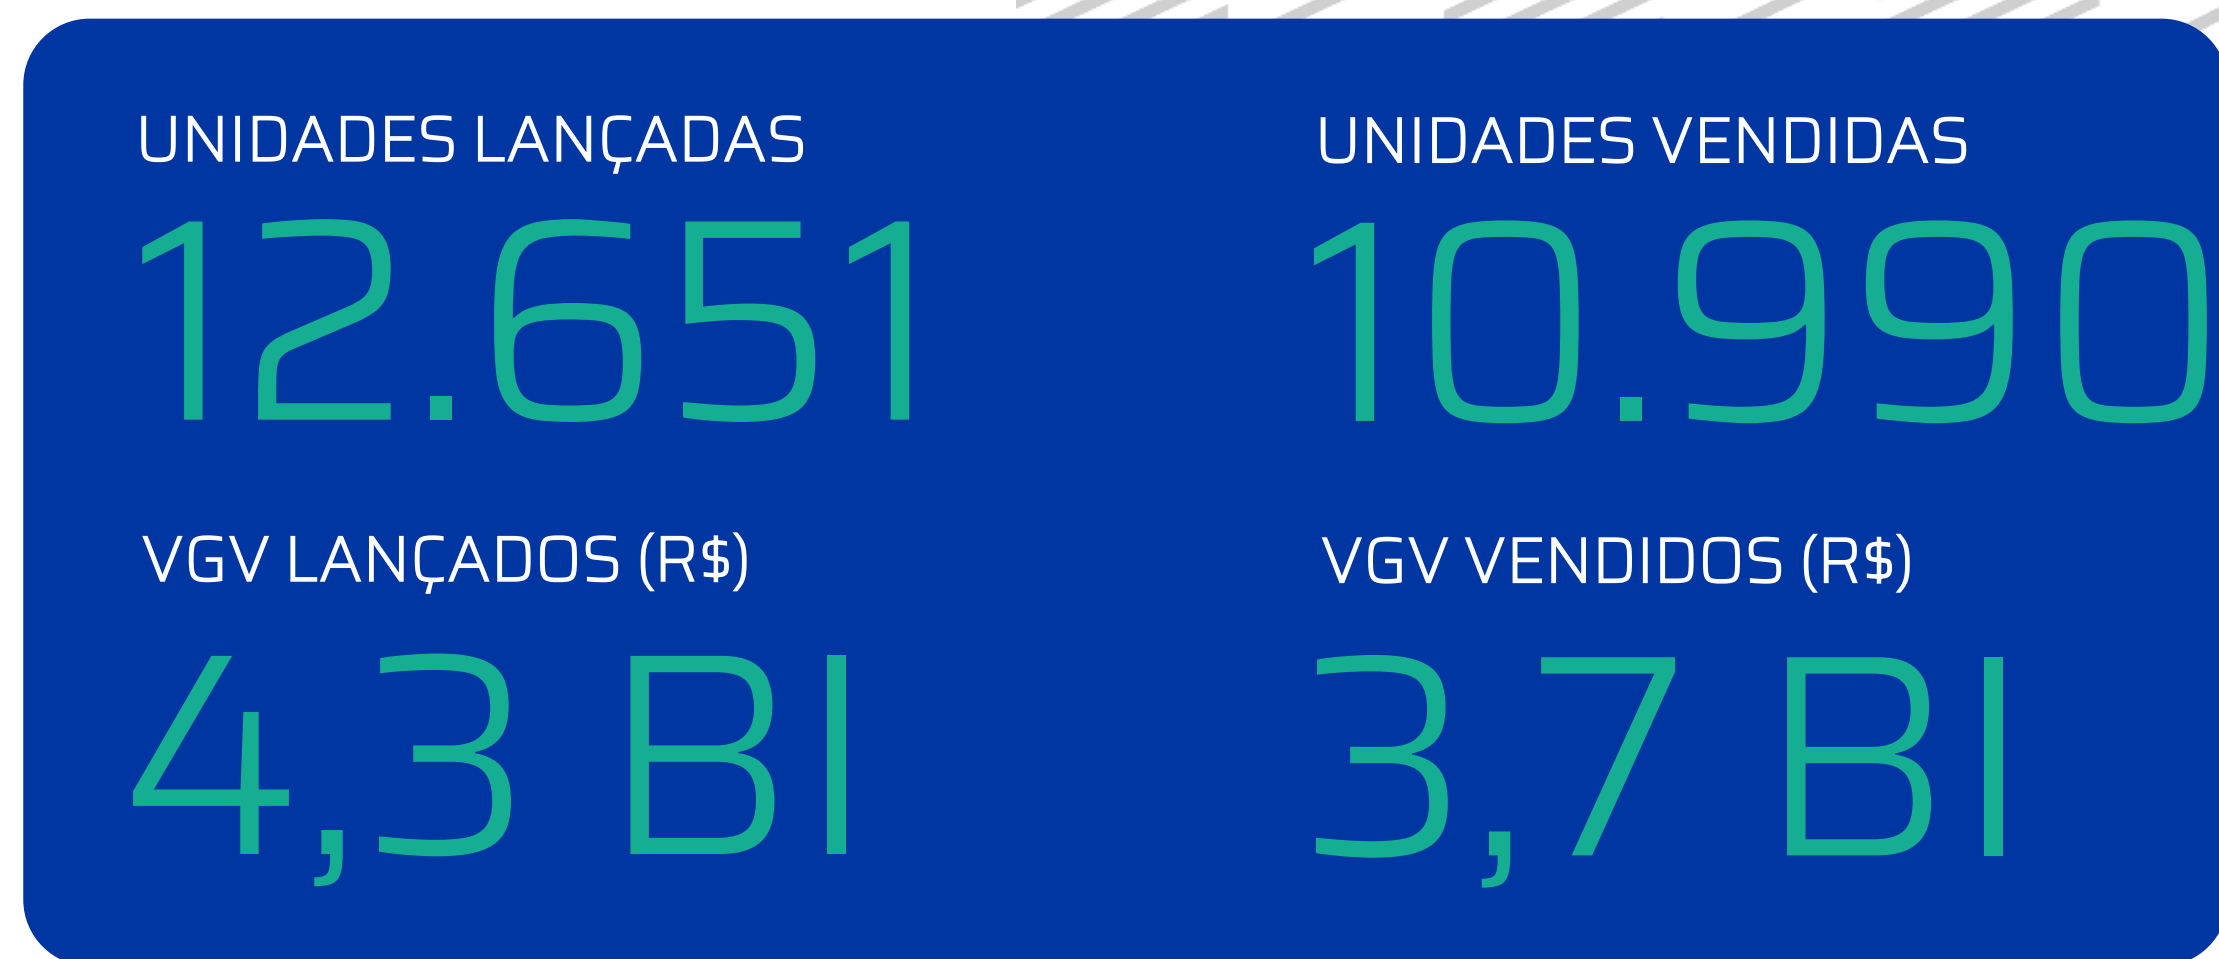 UNIDADES LANÇADAS
12.651
UNIDADES VENDIDAS
10.990
VGV LANÇADOS (R$)
4,3 BI
VGV VENDIDOS (R$)
3,7 BI